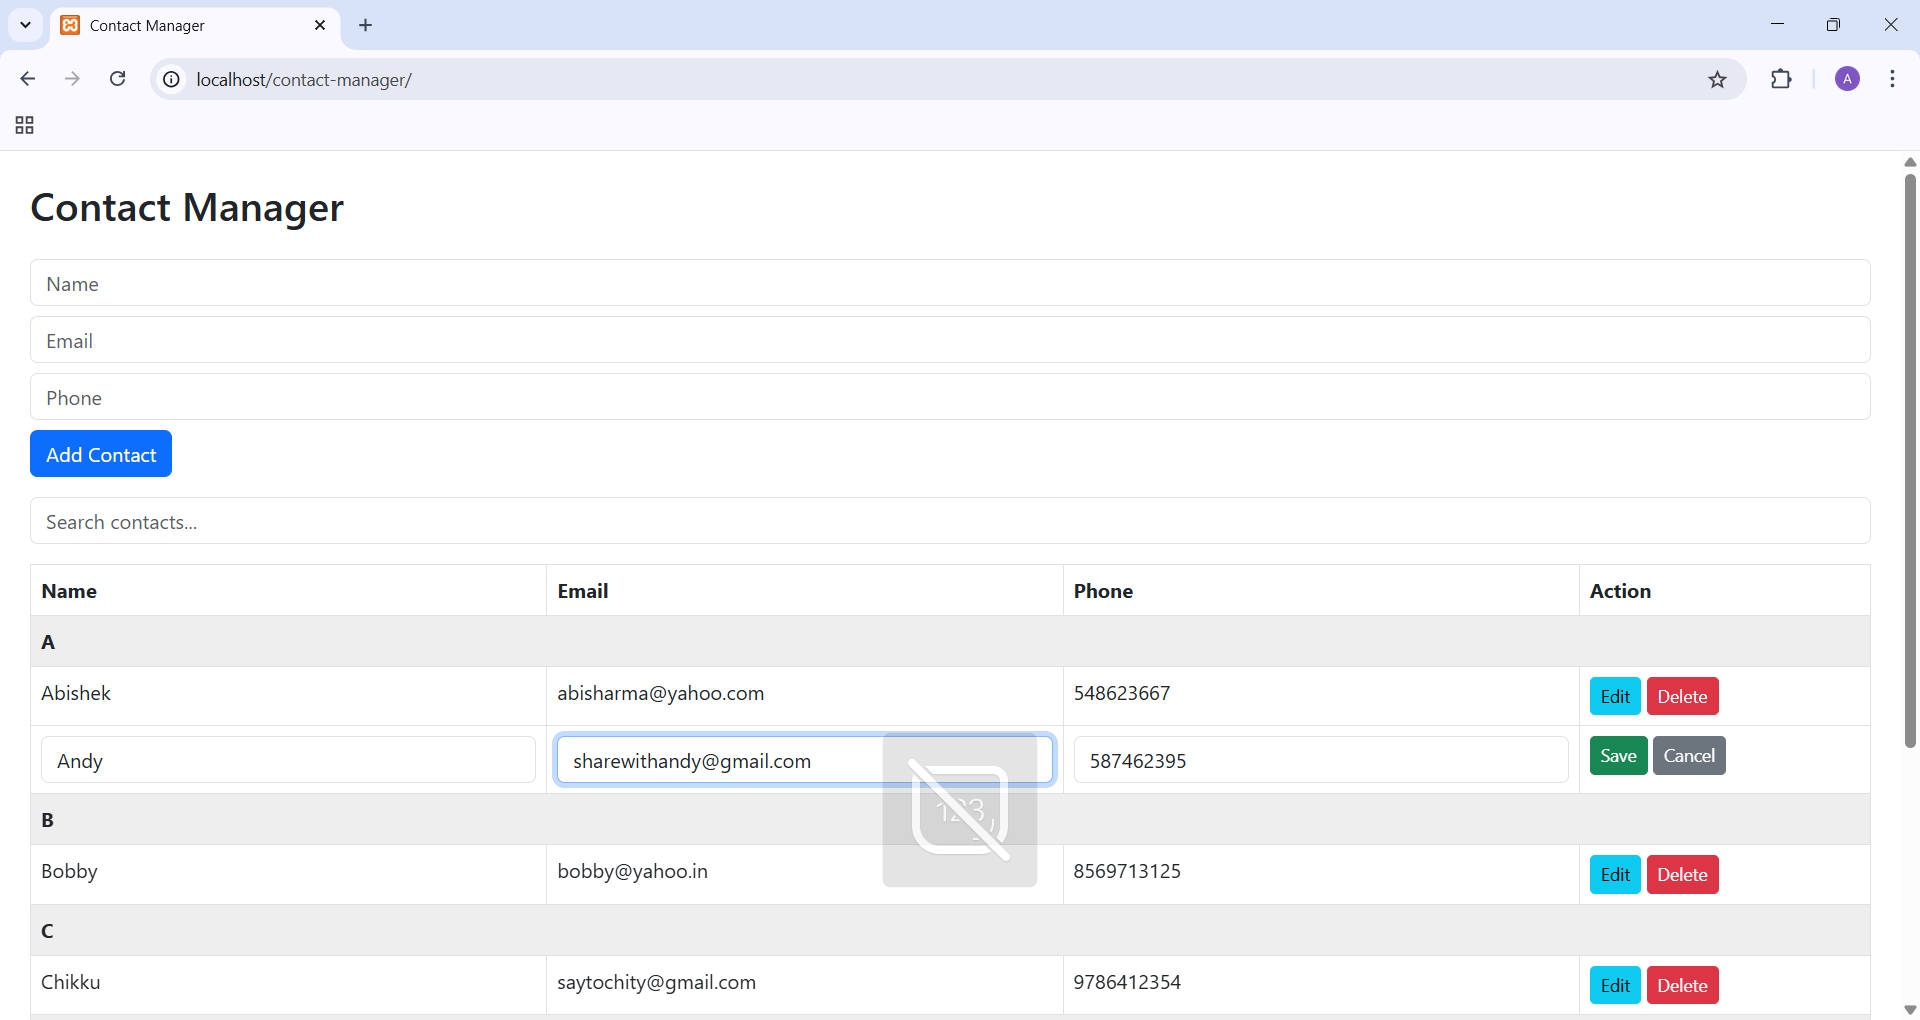 Contact Manager
localhost/contact-manager/
A
Contact Manager
Name
Email
Phone
Add Contact
Search contacts...
Name Email Phone Action
A
Abishek abisharma@yahoo.com 548623667 Edit Delete
Andy sharewithandy@gmail.com 587462395 Save Cancel
123
B
Bobby bobby@yahoo.in 8569713125 Edit Delete
C
Chikku saytochity@gmail.com 9786412354 Edit Delete